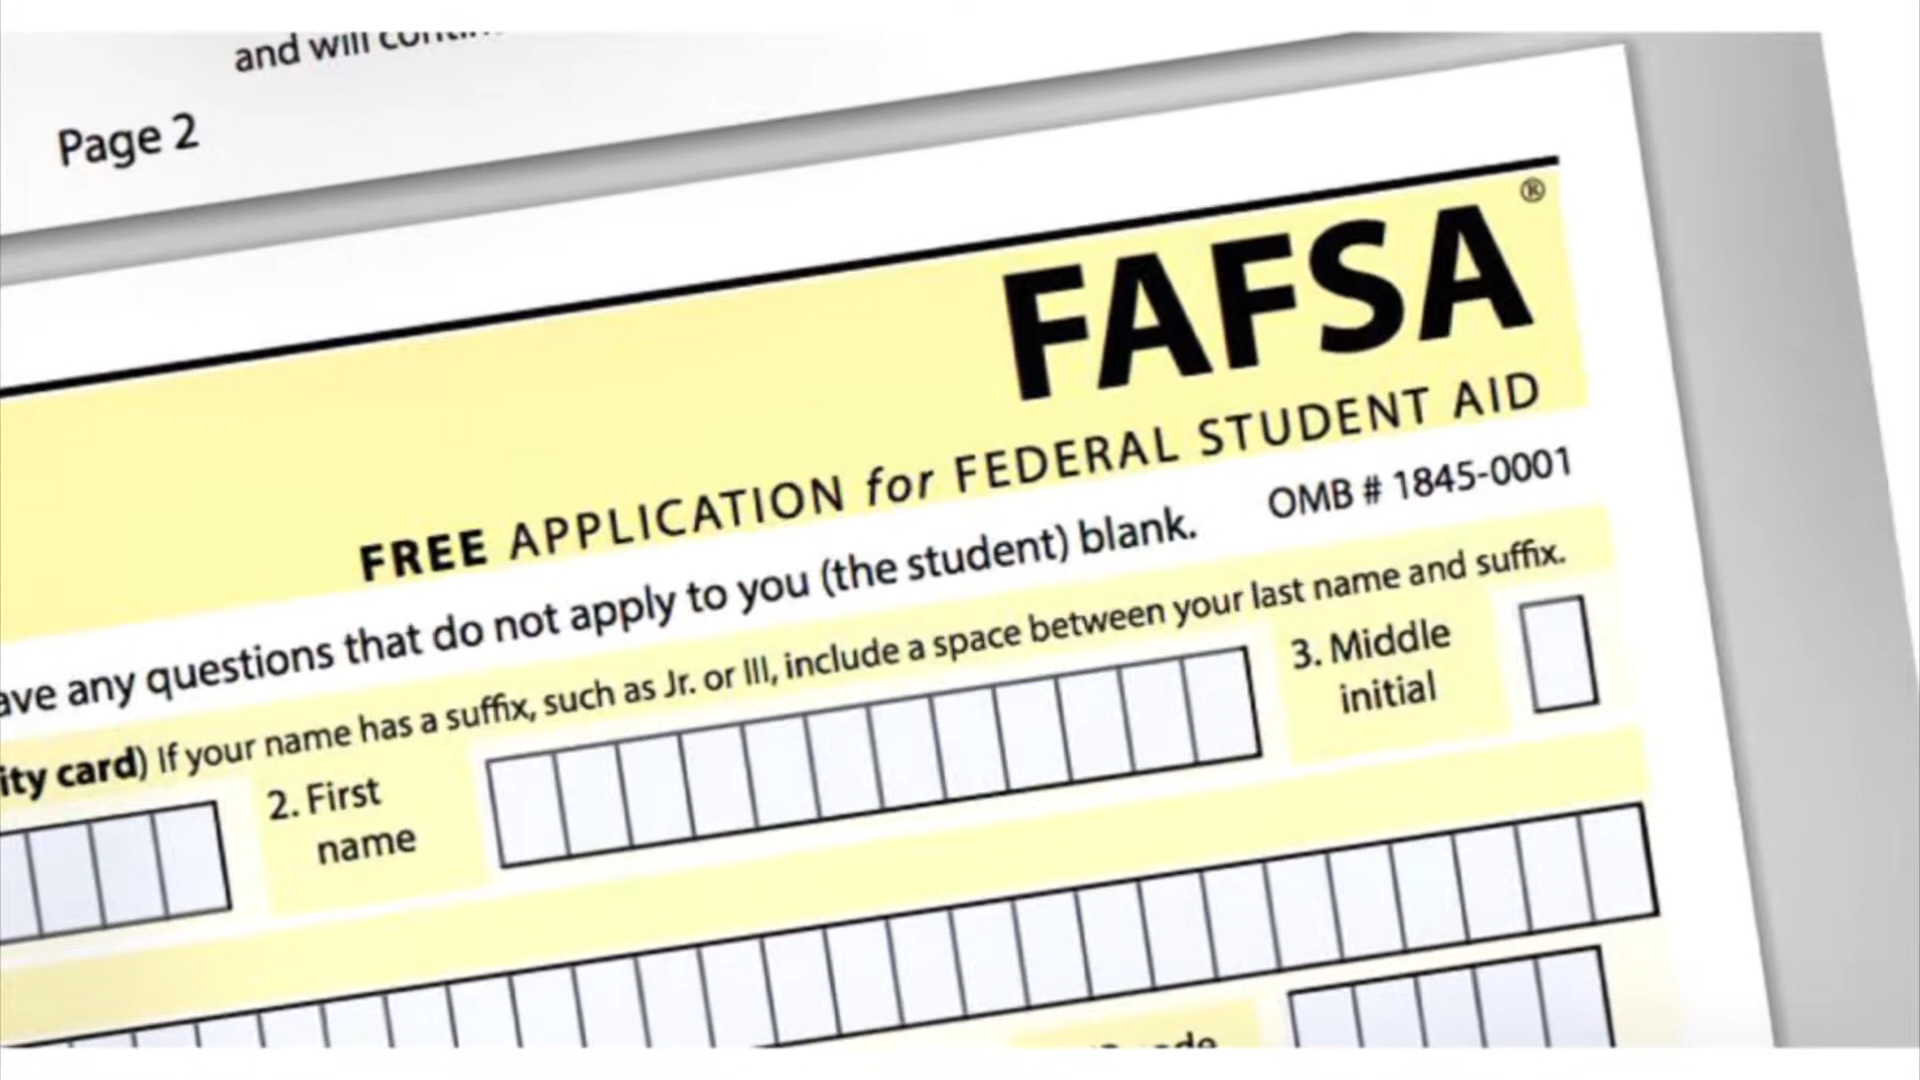 and will
Page 2
FAFSA®
FREE APPLICATION for FEDERAL STUDENT AID
any questions that do not apply to you (the student) blank.
OMB # 1845-0001
ity card) If your name has a suffix, such as Jr. or III, include a space between your last name and suffix.
2. First
name
3. Middle
initial